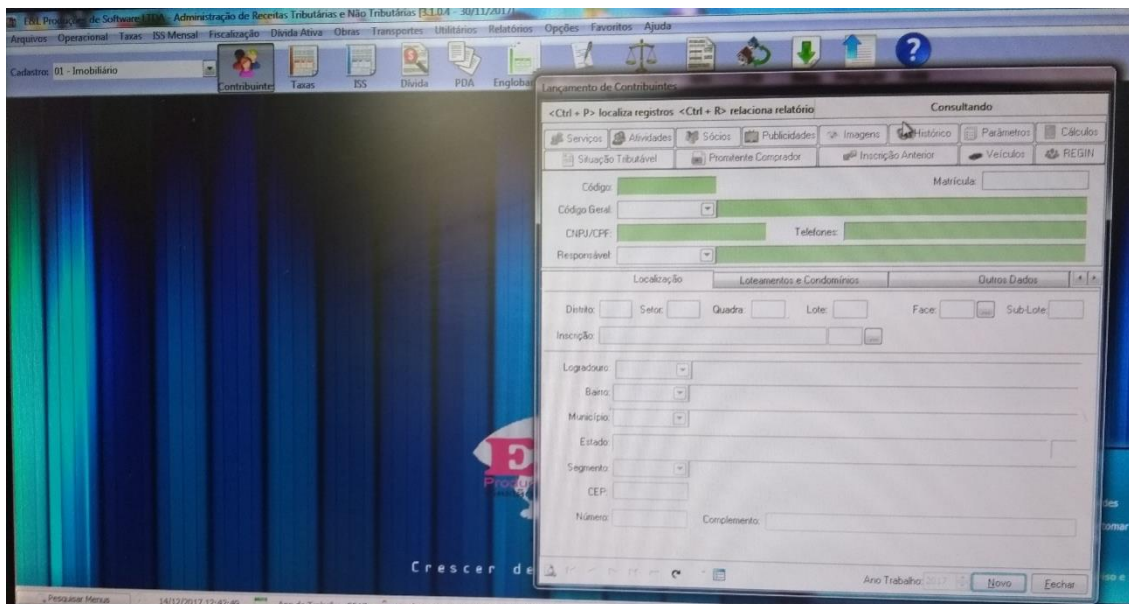 E&L Produções de Software LTDA - Administração de Receitas Tributárias e Não Tributárias [3.1.0.4 - 30/11/2017]
Arquivos Operacional Taxas ISS Mensal Fiscalização Dívida Ativa Obras Transportes Utilitários Relatórios Opções Favoritos Ajuda
Cadastro: 01 - Imobiliário
Contribuinte Taxas ISS Dívida PDA Englobar
Lançamento de Contribuintes
<Ctrl + P> localiza registros <Ctrl + R> relaciona relatório Consultando
Serviços Atividades Sócios Publicidades Imagens Histórico Parâmetros Cálculos
Situação Tributável Promitente Comprador Inscrição Anterior Veículos REGIN
Código: Matrícula:
Código Geral:
CNPJ/CPF: Telefones:
Responsável:
Localização Loteamentos e Condomínios Outros Dados
Distrito: Setor: Quadra: Lote: Face: Sub-Lote:
Inscrição:
Logradouro:
Bairro:
Município:
Estado:
Segmento:
CEP:
Número: Complemento:
E
Produ
Crescer de
Ano Trabalho: 2017 Novo Fechar
Pesquisar Menus 14/12/2017